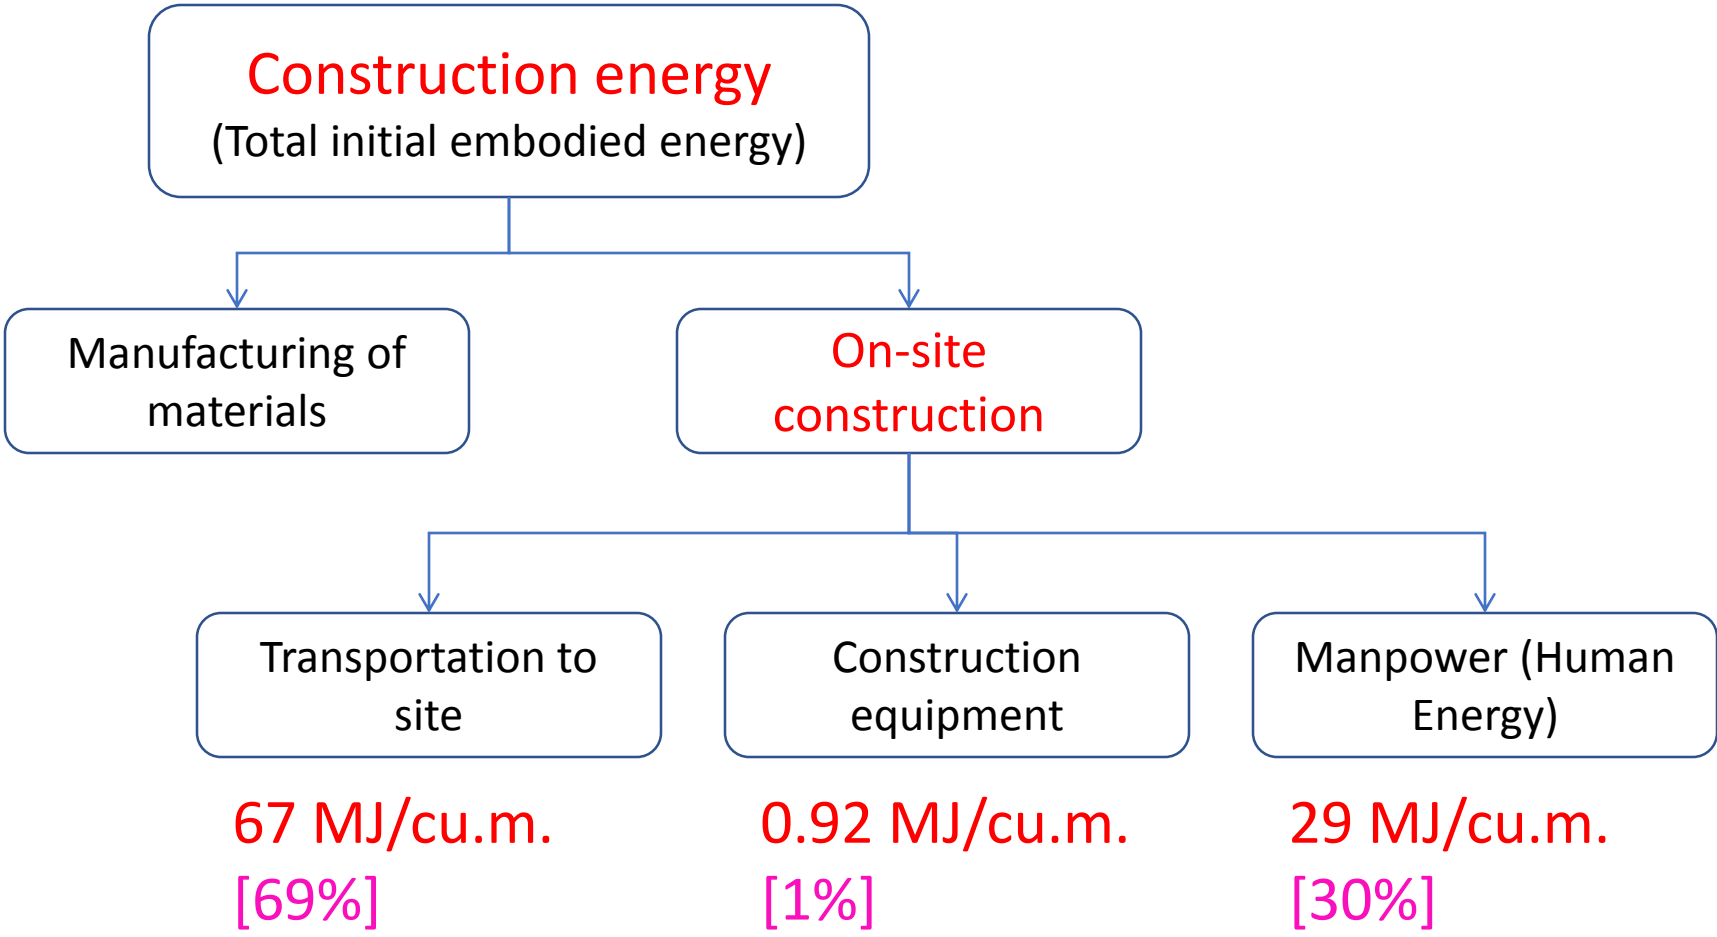 Construction energy
(Total initial embodied energy)
Manufacturing of
materials
On-site
construction
Transportation to
site
Construction
equipment
Manpower (Human
Energy)
67 MJ/cu.m.
[69%]
0.92 MJ/cu.m.
[1%]
29 MJ/cu.m.
[30%]